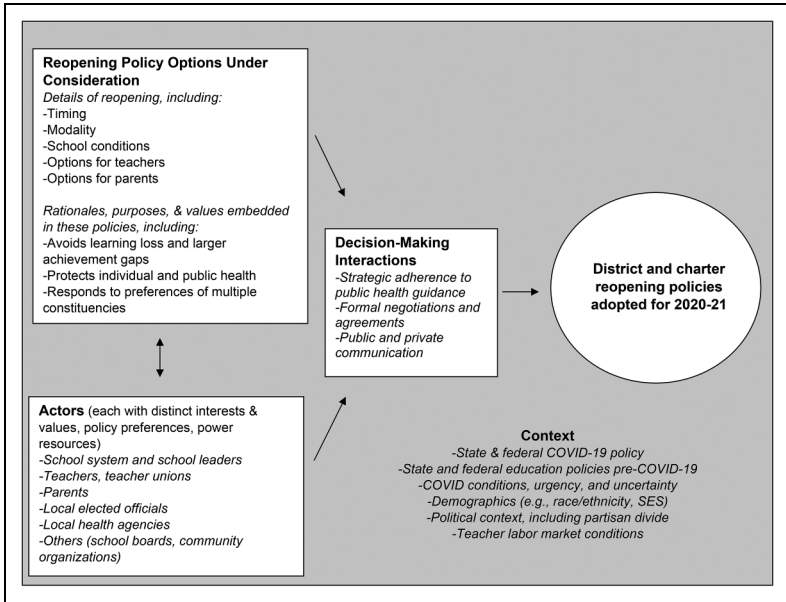 Reopening Policy Options Under
Consideration
Details of reopening, including:
-Timing
-Modality
-School conditions
-Options for teachers
-Options for parents
Rationales, purposes, & values embedded
in these policies, including:
-Avoids learning loss and larger
achievement gaps
-Protects individual and public health
-Responds to preferences of multiple
constituencies
Actors (each with distinct interests &
values, policy preferences, power
resources)
-School system and school leaders
-Teachers, teacher unions
-Parents
-Local elected officials
-Local health agencies
-Others (school boards, community
organizations)
Decision-Making
Interactions
-Strategic adherence to
public health guidance
-Formal negotiations and
agreements
-Public and private
communication
District and charter
reopening policies
adopted for 2020-21
Context
-State & federal COVID-19 policy
-State and federal education policies pre-COVID-19
-COVID conditions, urgency, and uncertainty
-Demographics (e.g., race/ethnicity, SES)
-Political context, including partisan divide
-Teacher labor market conditions